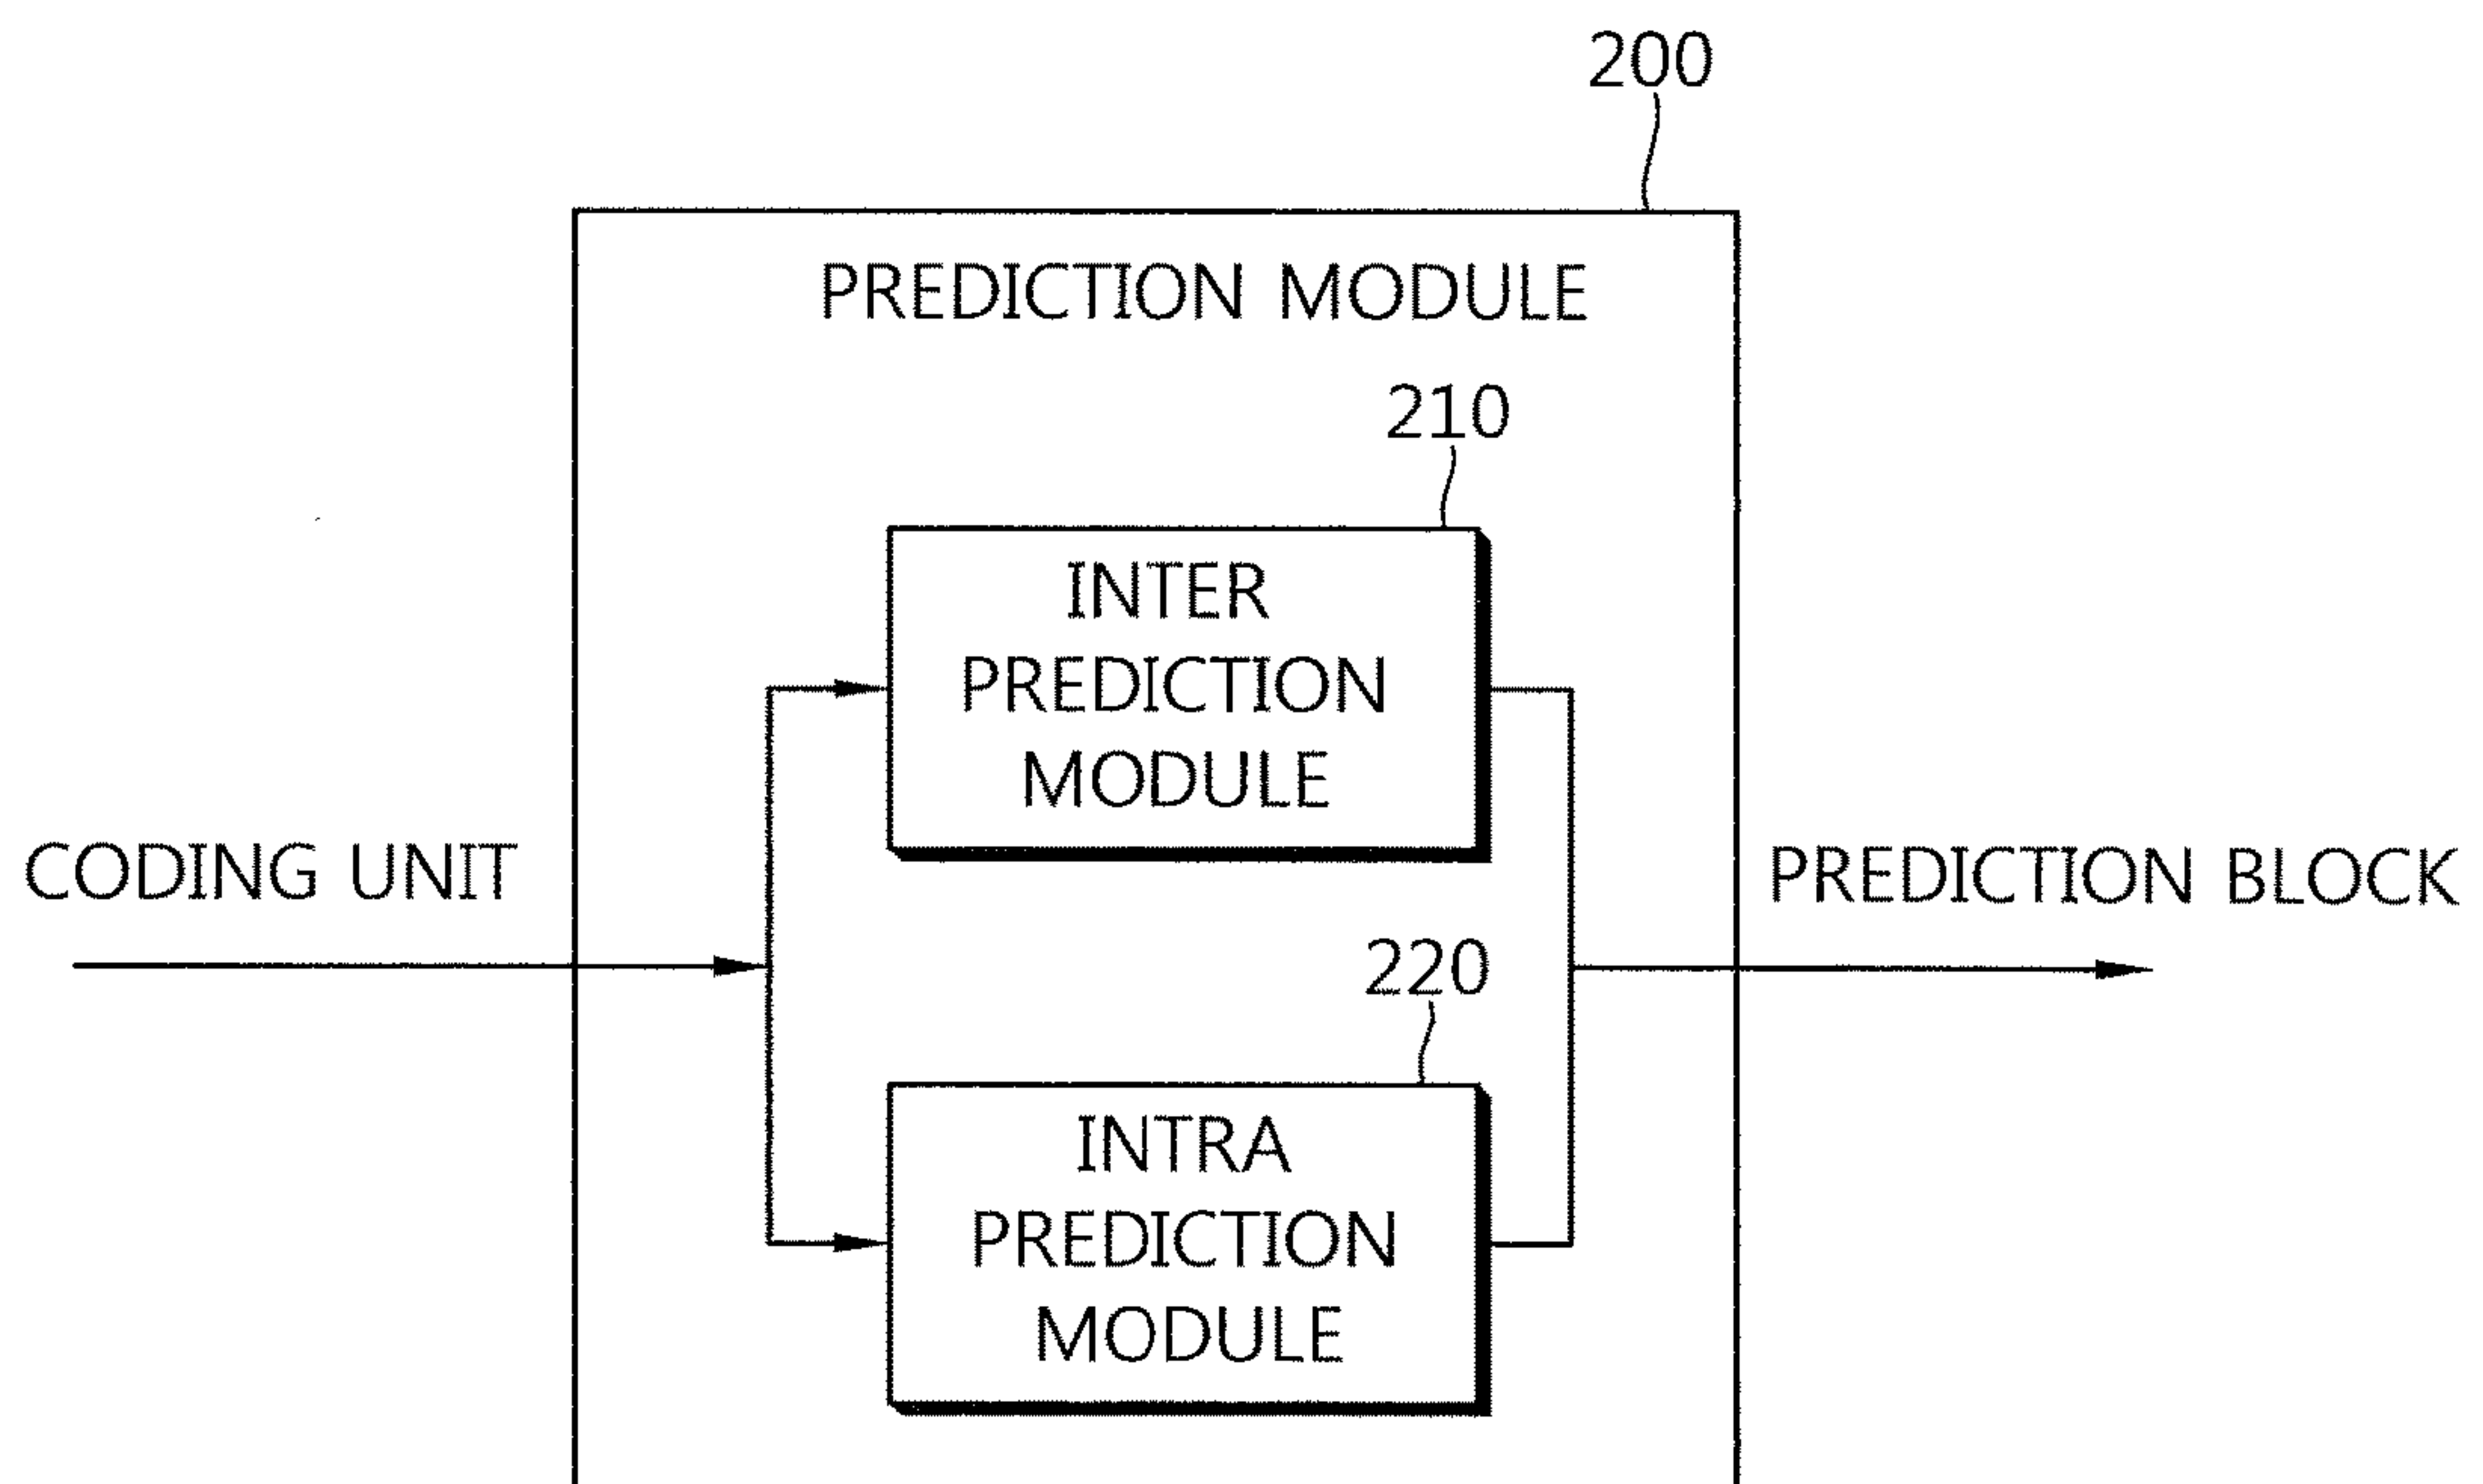 200
PREDICTION MODULE
210
INTER
PREDICTION
MODULE
CODING UNIT
PREDICTION BLOCK
220
INTRA
PREDICTION
MODULE